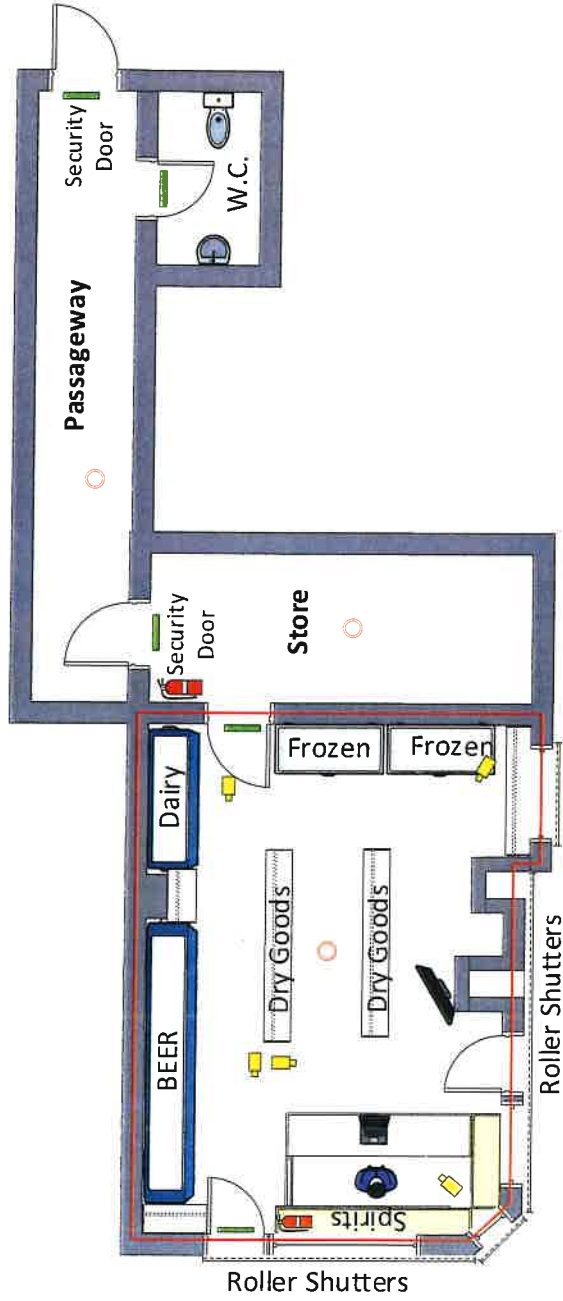 Security
Door
W.C.
Passageway
Security
Door
Store
Dairy
Frozen
Frozen
Dry Goods
Dry Goods
BEER
Roller Shutters
Spirits
Roller Shutters